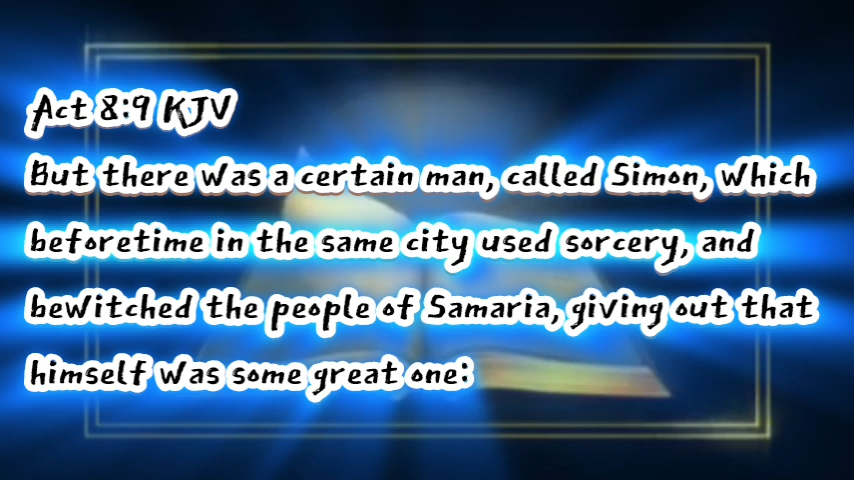 Act 8:9 KJV
But there was a certain man, called Simon, which
beforetime in the same city used sorcery, and
bewitched the people of Samaria, giving out that
himself was some great one: